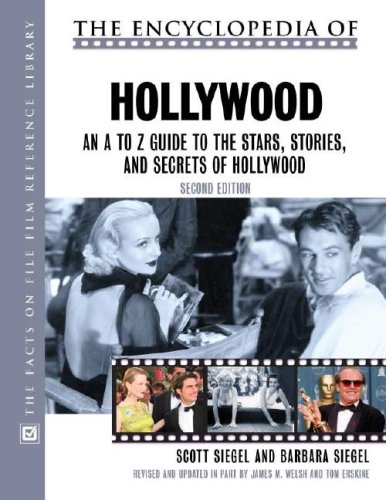 THE ENCYCLOPEDIA OF
HOLLYWOOD
AN A TO Z GUIDE TO THE STARS, STORIES,
AND SECRETS OF HOLLYWOOD
SECOND EDITION
SCOTT SIEGEL AND BARBARA SIEGEL
REVISED AND UPDATED IN PART BY JAMES M. WELSH AND TOM ERSKINE
THE FACTS ON FILE FILM REFERENCE LIBRARY